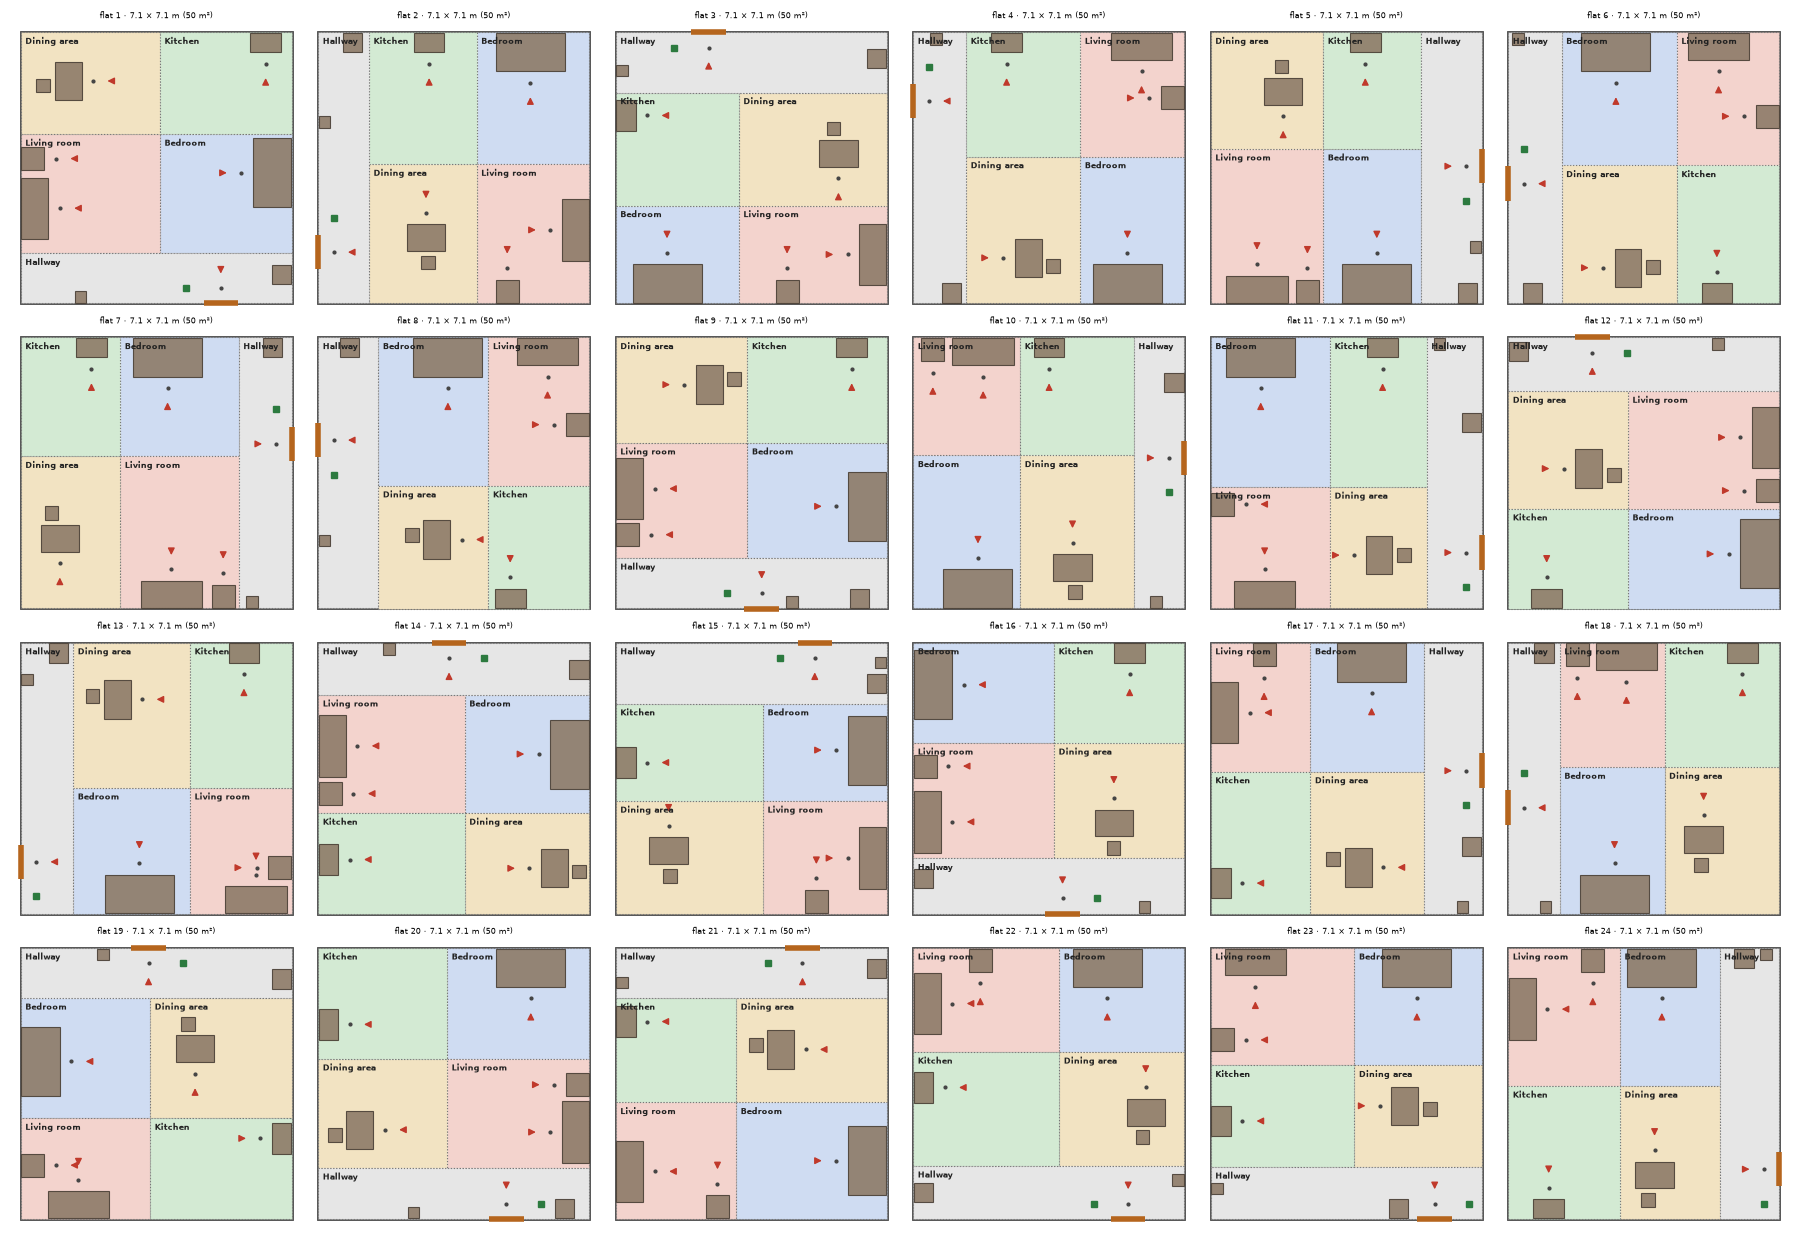 flat 1 · 7.1 × 7.1 m (50 m²)
Dining area
Kitchen
Living room
Bedroom
Hallway
flat 2 · 7.1 × 7.1 m (50 m²)
Hallway
Kitchen
Bedroom
Dining area
Living room
flat 3 · 7.1 × 7.1 m (50 m²)
Hallway
Kitchen
Dining area
Bedroom
Living room
flat 4 · 7.1 × 7.1 m (50 m²)
Hallway
Kitchen
Living room
Dining area
Bedroom
flat 5 · 7.1 × 7.1 m (50 m²)
Dining area
Kitchen
Hallway
Living room
Bedroom
flat 6 · 7.1 × 7.1 m (50 m²)
Hallway
Bedroom
Living room
Dining area
Kitchen
flat 7 · 7.1 × 7.1 m (50 m²)
Kitchen
Bedroom
Hallway
Dining area
Living room
flat 8 · 7.1 × 7.1 m (50 m²)
Hallway
Bedroom
Living room
Dining area
Kitchen
flat 9 · 7.1 × 7.1 m (50 m²)
Dining area
Kitchen
Living room
Bedroom
Hallway
flat 10 · 7.1 × 7.1 m (50 m²)
Living room
Kitchen
Hallway
Bedroom
Dining area
flat 11 · 7.1 × 7.1 m (50 m²)
Bedroom
Kitchen
Hallway
Living room
Dining area
flat 12 · 7.1 × 7.1 m (50 m²)
Hallway
Dining area
Living room
Kitchen
Bedroom
flat 13 · 7.1 × 7.1 m (50 m²)
Hallway
Dining area
Kitchen
Bedroom
Living room
flat 14 · 7.1 × 7.1 m (50 m²)
Hallway
Living room
Bedroom
Kitchen
Dining area
flat 15 · 7.1 × 7.1 m (50 m²)
Hallway
Kitchen
Bedroom
Dining area
Living room
flat 16 · 7.1 × 7.1 m (50 m²)
Bedroom
Kitchen
Living room
Dining area
Hallway
flat 17 · 7.1 × 7.1 m (50 m²)
Living room
Bedroom
Hallway
Kitchen
Dining area
flat 18 · 7.1 × 7.1 m (50 m²)
Hallway
Living room
Kitchen
Bedroom
Dining area
flat 19 · 7.1 × 7.1 m (50 m²)
Hallway
Bedroom
Dining area
Living room
Kitchen
flat 20 · 7.1 × 7.1 m (50 m²)
Kitchen
Bedroom
Dining area
Living room
Hallway
flat 21 · 7.1 × 7.1 m (50 m²)
Hallway
Kitchen
Dining area
Living room
Bedroom
flat 22 · 7.1 × 7.1 m (50 m²)
Living room
Bedroom
Kitchen
Dining area
Hallway
flat 23 · 7.1 × 7.1 m (50 m²)
Living room
Bedroom
Kitchen
Dining area
Hallway
flat 24 · 7.1 × 7.1 m (50 m²)
Living room
Bedroom
Hallway
Kitchen
Dining area